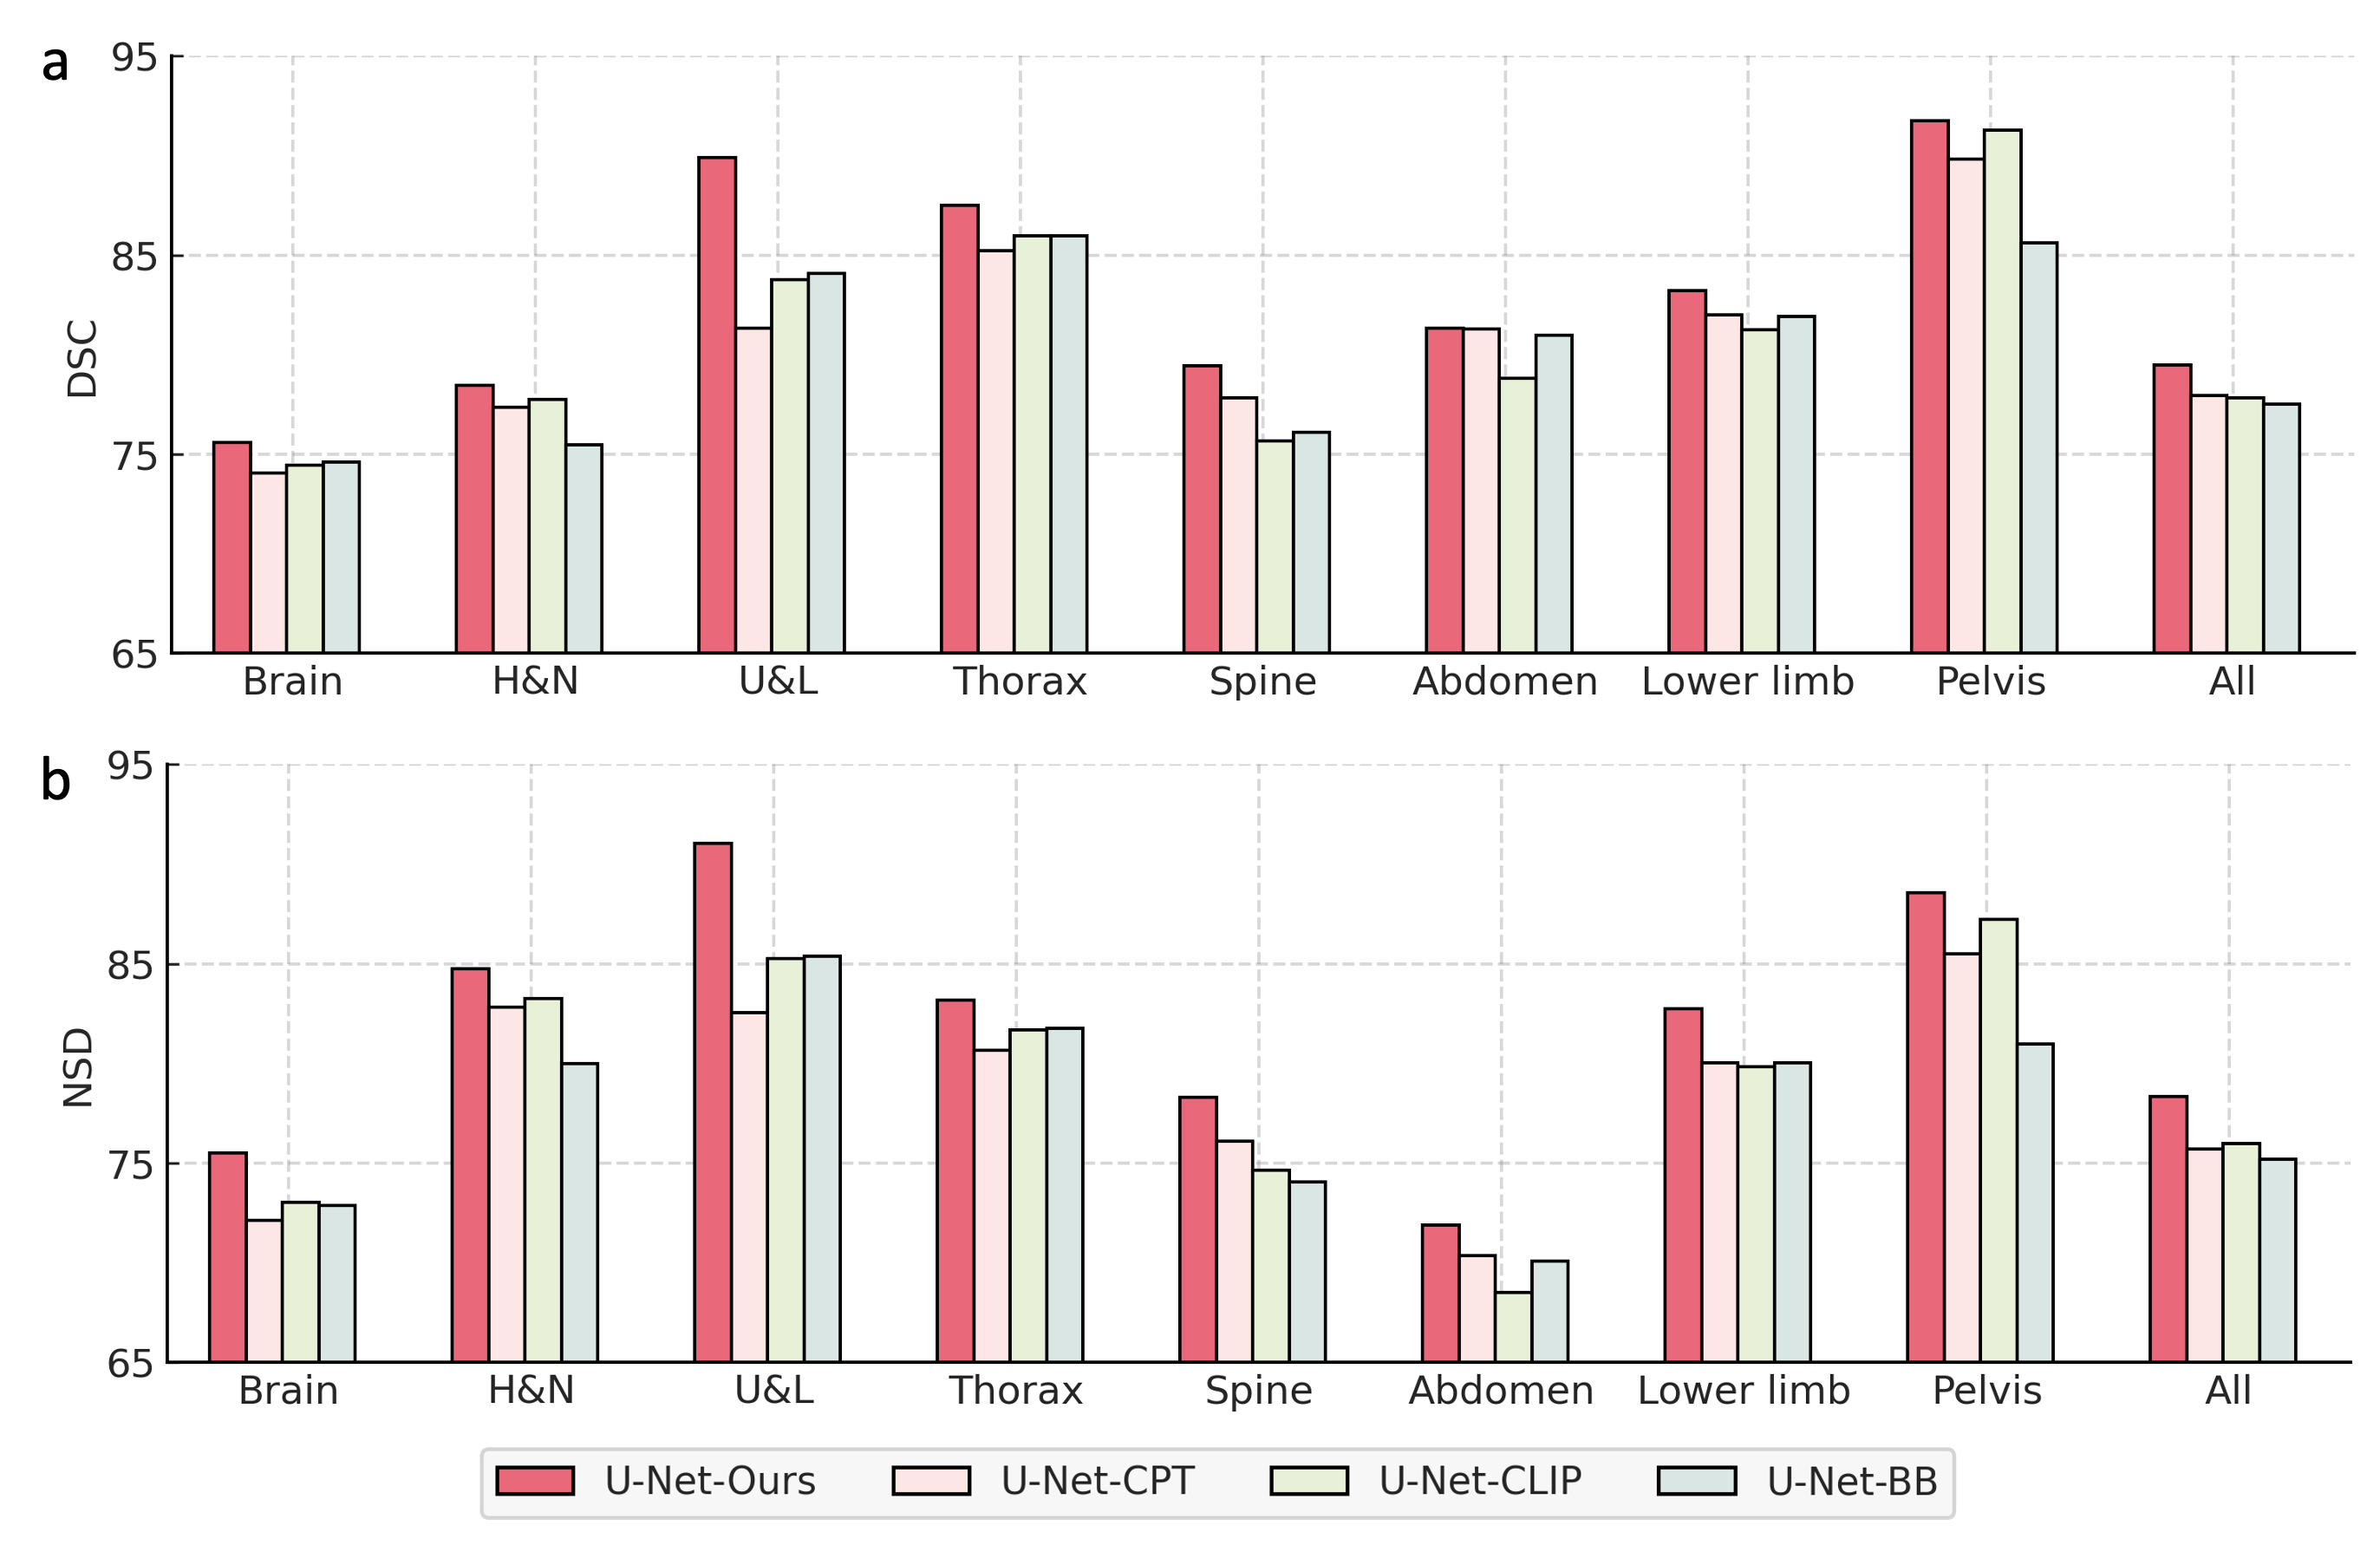 a
95
85
75
65
DSC
Brain H&N U&L Thorax Spine Abdomen Lower limb Pelvis All
b
95
85
75
65
NSD
Brain H&N U&L Thorax Spine Abdomen Lower limb Pelvis All
U-Net-Ours U-Net-CPT U-Net-CLIP U-Net-BB